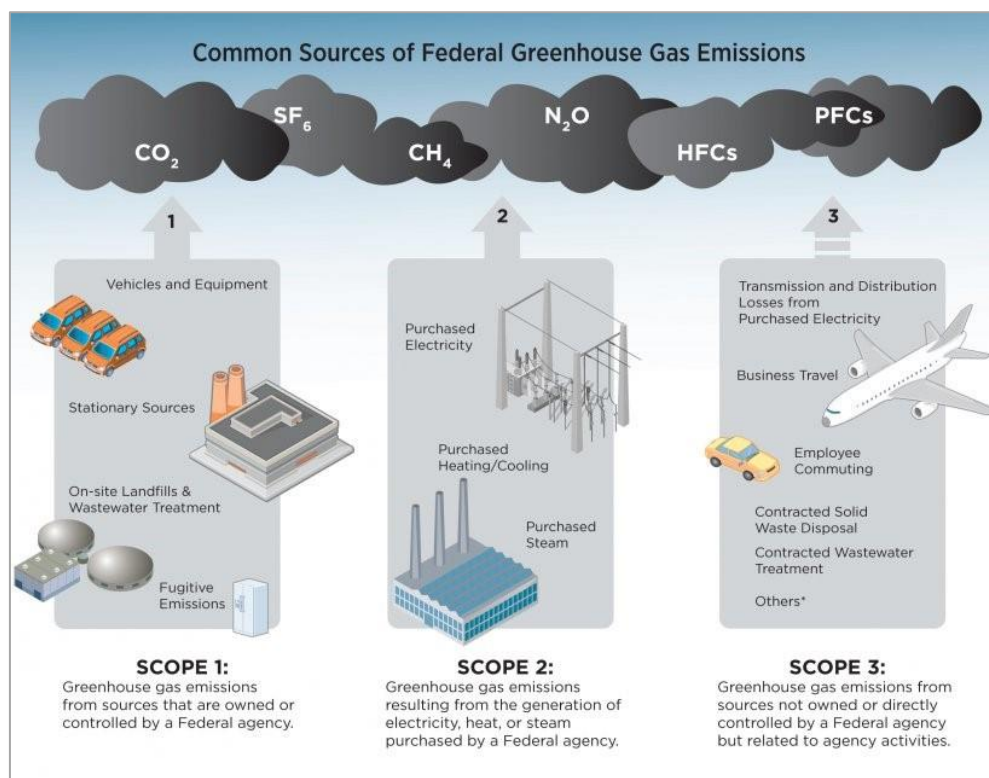 Common Sources of Federal Greenhouse Gas Emissions
SF₆
N₂O
PFCs
CO₂
CH₄
HFCs
1
2
3
Vehicles and Equipment
Stationary Sources
On-site Landfills &
Wastewater Treatment
Fugitive
Emissions
Purchased
Electricity
Purchased
Heating/Cooling
Purchased
Steam
Transmission and Distribution
Losses from
Purchased Electricity
Business Travel
Employee
Commuting
Contracted Solid
Waste Disposal
Contracted Wastewater
Treatment
Others*
SCOPE 1:
Greenhouse gas emissions
from sources that are owned or
controlled by a Federal agency.
SCOPE 2:
Greenhouse gas emissions
resulting from the generation of
electricity, heat, or steam
purchased by a Federal agency.
SCOPE 3:
Greenhouse gas emissions from
sources not owned or directly
controlled by a Federal agency
but related to agency activities.